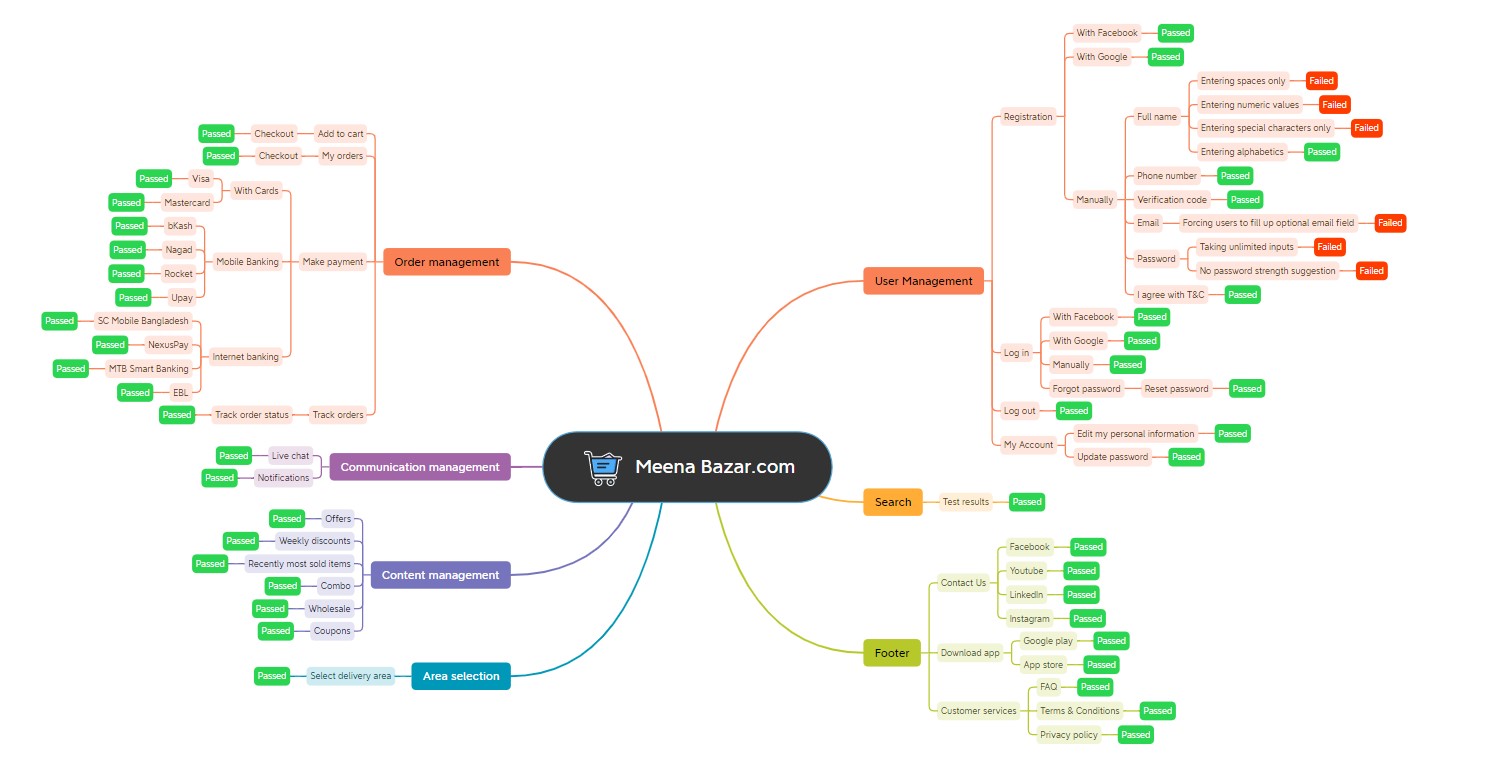 Meena Bazar.com
Order management
Add to cart
Checkout
Passed
My orders
Checkout
Passed
Make payment
With Cards
Visa
Passed
Mastercard
Passed
Mobile Banking
bKash
Passed
Nagad
Passed
Rocket
Passed
Upay
Passed
Internet banking
SC Mobile Bangladesh
Passed
NexusPay
Passed
MTB Smart Banking
Passed
EBL
Passed
Track orders
Track order status
Passed
Communication management
Live chat
Passed
Notifications
Passed
Content management
Offers
Passed
Weekly discounts
Passed
Recently most sold items
Passed
Combo
Passed
Wholesale
Passed
Coupons
Passed
Area selection
Select delivery area
Passed
User Management
Registration
With Facebook
Passed
With Google
Passed
Manually
Full name
Entering spaces only
Failed
Entering numeric values
Failed
Entering special characters only
Failed
Entering alphabetics
Passed
Phone number
Passed
Verification code
Passed
Email
Forcing users to fill up optional email field
Failed
Password
Taking unlimited inputs
Failed
No password strength suggestion
Failed
I agree with T&C
Passed
Log in
With Facebook
Passed
With Google
Passed
Manually
Passed
Forgot password
Reset password
Passed
Log out
Passed
My Account
Edit my personal information
Passed
Update password
Passed
Search
Test results
Passed
Footer
Contact Us
Facebook
Passed
Youtube
Passed
LinkedIn
Passed
Instagram
Passed
Download app
Google play
Passed
App store
Passed
Customer services
FAQ
Passed
Terms & Conditions
Passed
Privacy policy
Passed